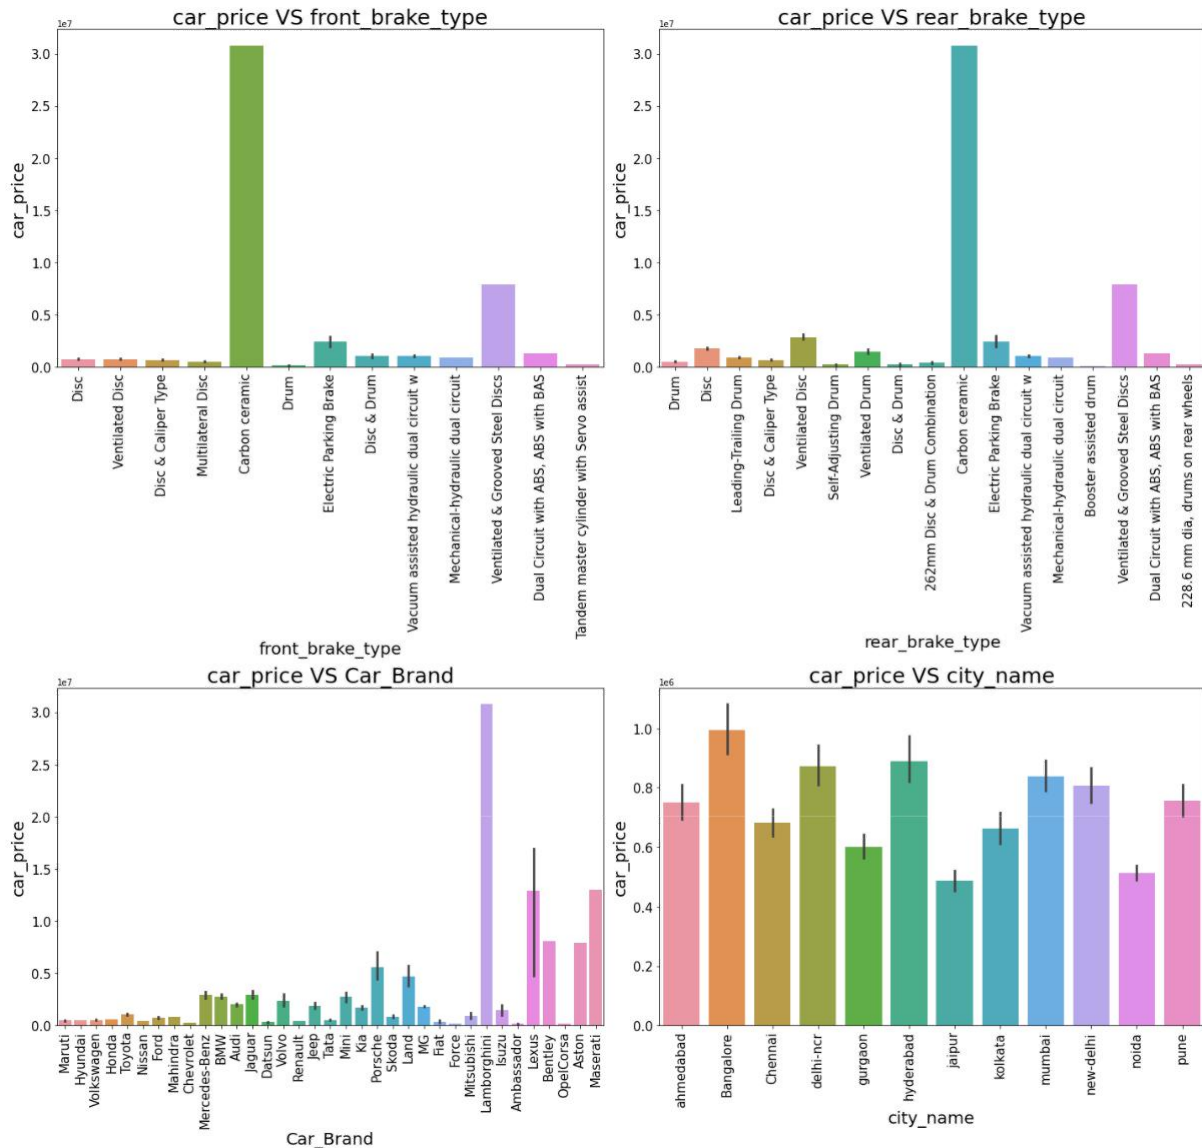 car_price VS front_brake_type
1e7
3.0
2.5
2.0
1.5
1.0
0.5
0.0
car_price
Disc
Ventilated Disc
Disc & Caliper Type
Multilateral Disc
Carbon ceramic
Drum
Electric Parking Brake
Disc & Drum
Vacuum assisted hydraulic dual circuit w
Mechanical-hydraulic dual circuit
Ventilated & Grooved Steel Discs
Dual Circuit with ABS, ABS with BAS
Tandem master cylinder with Servo assist
front_brake_type
car_price VS rear_brake_type
1e7
3.0
2.5
2.0
1.5
1.0
0.5
0.0
car_price
Drum
Disc
Leading-Trailing Drum
Disc & Caliper Type
Ventilated Disc
Self-Adjusting Drum
Ventilated Drum
Disc & Drum
262mm Disc & Drum Combination
Carbon ceramic
Electric Parking Brake
Vacuum assisted hydraulic dual circuit w
Mechanical-hydraulic dual circuit
Booster assisted drum
Ventilated & Grooved Steel Discs
Dual Circuit with ABS, ABS with BAS
228.6 mm dia, drums on rear wheels
rear_brake_type
car_price VS Car_Brand
1e7
3.0
2.5
2.0
1.5
1.0
0.5
0.0
car_price
Maruti
Hyundai
Volkswagen
Honda
Toyota
Nissan
Ford
Mahindra
Chevrolet
Mercedes-Benz
BMW
Audi
Jaguar
Datsun
Volvo
Renault
Jeep
Tata
Mini
Kia
Porsche
Skoda
Land
MG
Fiat
Force
Mitsubishi
Lamborghini
Isuzu
Ambassador
Lexus
Bentley
OpelCorsa
Aston
Maserati
Car_Brand
car_price VS city_name
1e6
1.0
0.8
0.6
0.4
0.2
0.0
car_price
ahmedabad
Bangalore
Chennai
delhi-ncr
gurgaon
hyderabad
jaipur
kolkata
mumbai
new-delhi
noida
pune
city_name